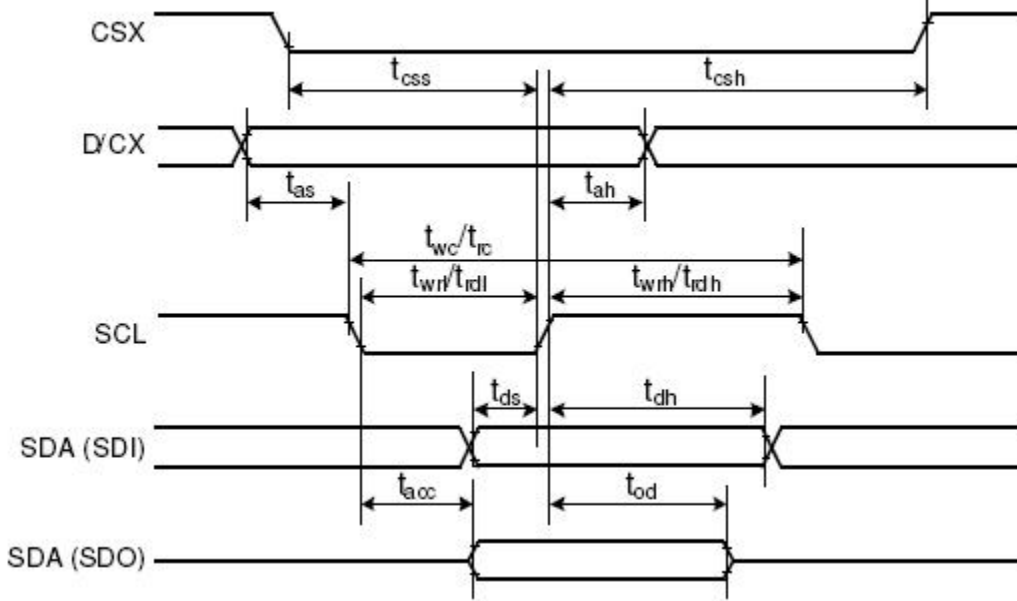 CSX
tcss
tcsh
D/CX
tas
tah
twc/trc
twrl/trdl
twrh/trdh
SCL
tds
tdh
SDA (SDI)
tacc
tod
SDA (SDO)